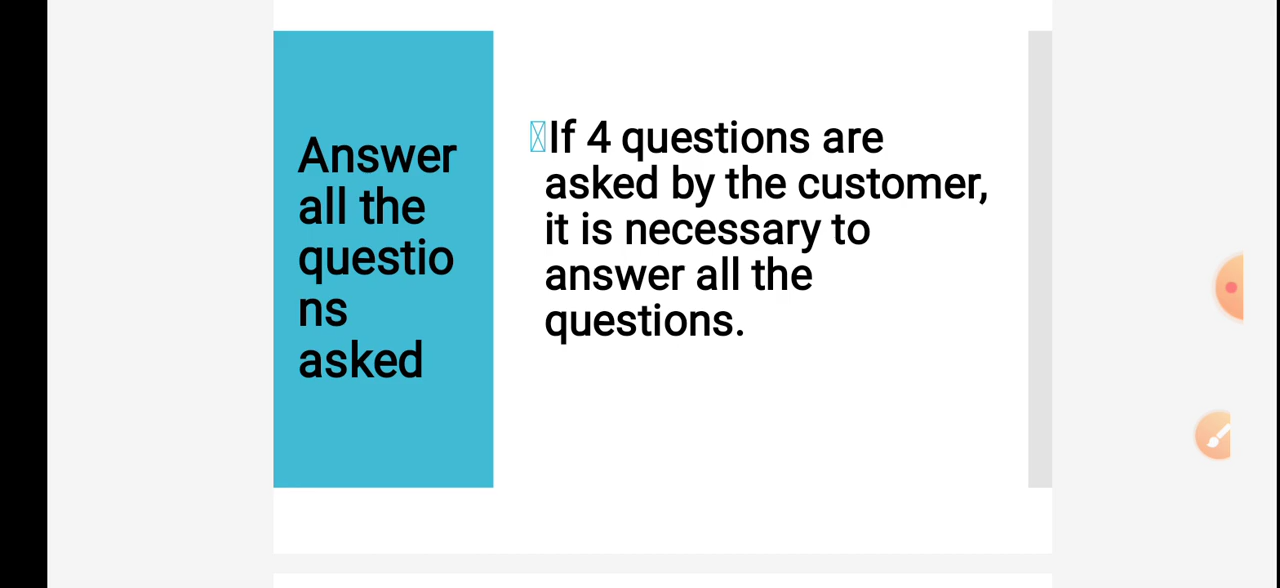 Answer
all the
questio
ns
asked
If 4 questions are
asked by the customer,
it is necessary to
answer all the
questions.